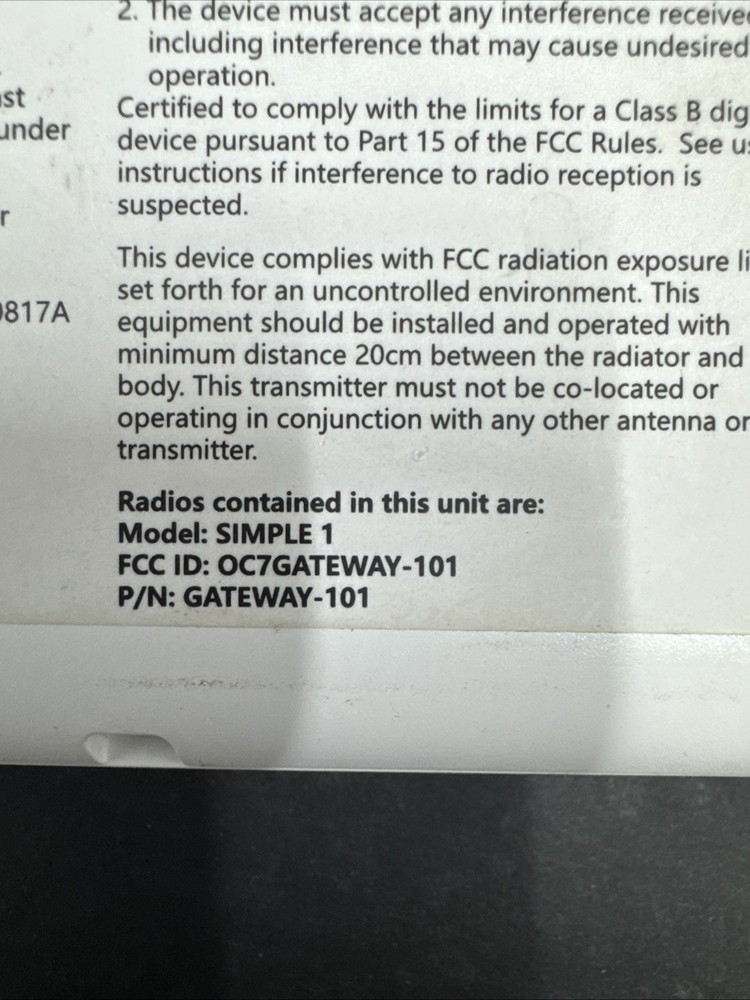 2. The device must accept any interference
including interference that may cause undesired
operation.
Certified to comply with the limits for a Class B
device pursuant to Part 15 of the FCC Rules. See
instructions if interference to radio reception is
suspected.
This device complies with FCC radiation exposure
set forth for an uncontrolled environment. This
equipment should be installed and operated with
minimum distance 20cm between the radiator and
body. This transmitter must not be co-located or
operating in conjunction with any other antenna or
transmitter.
Radios contained in this unit are:
Model: SIMPLE 1
FCC ID: OC7GATEWAY-101
P/N: GATEWAY-101
under
817A